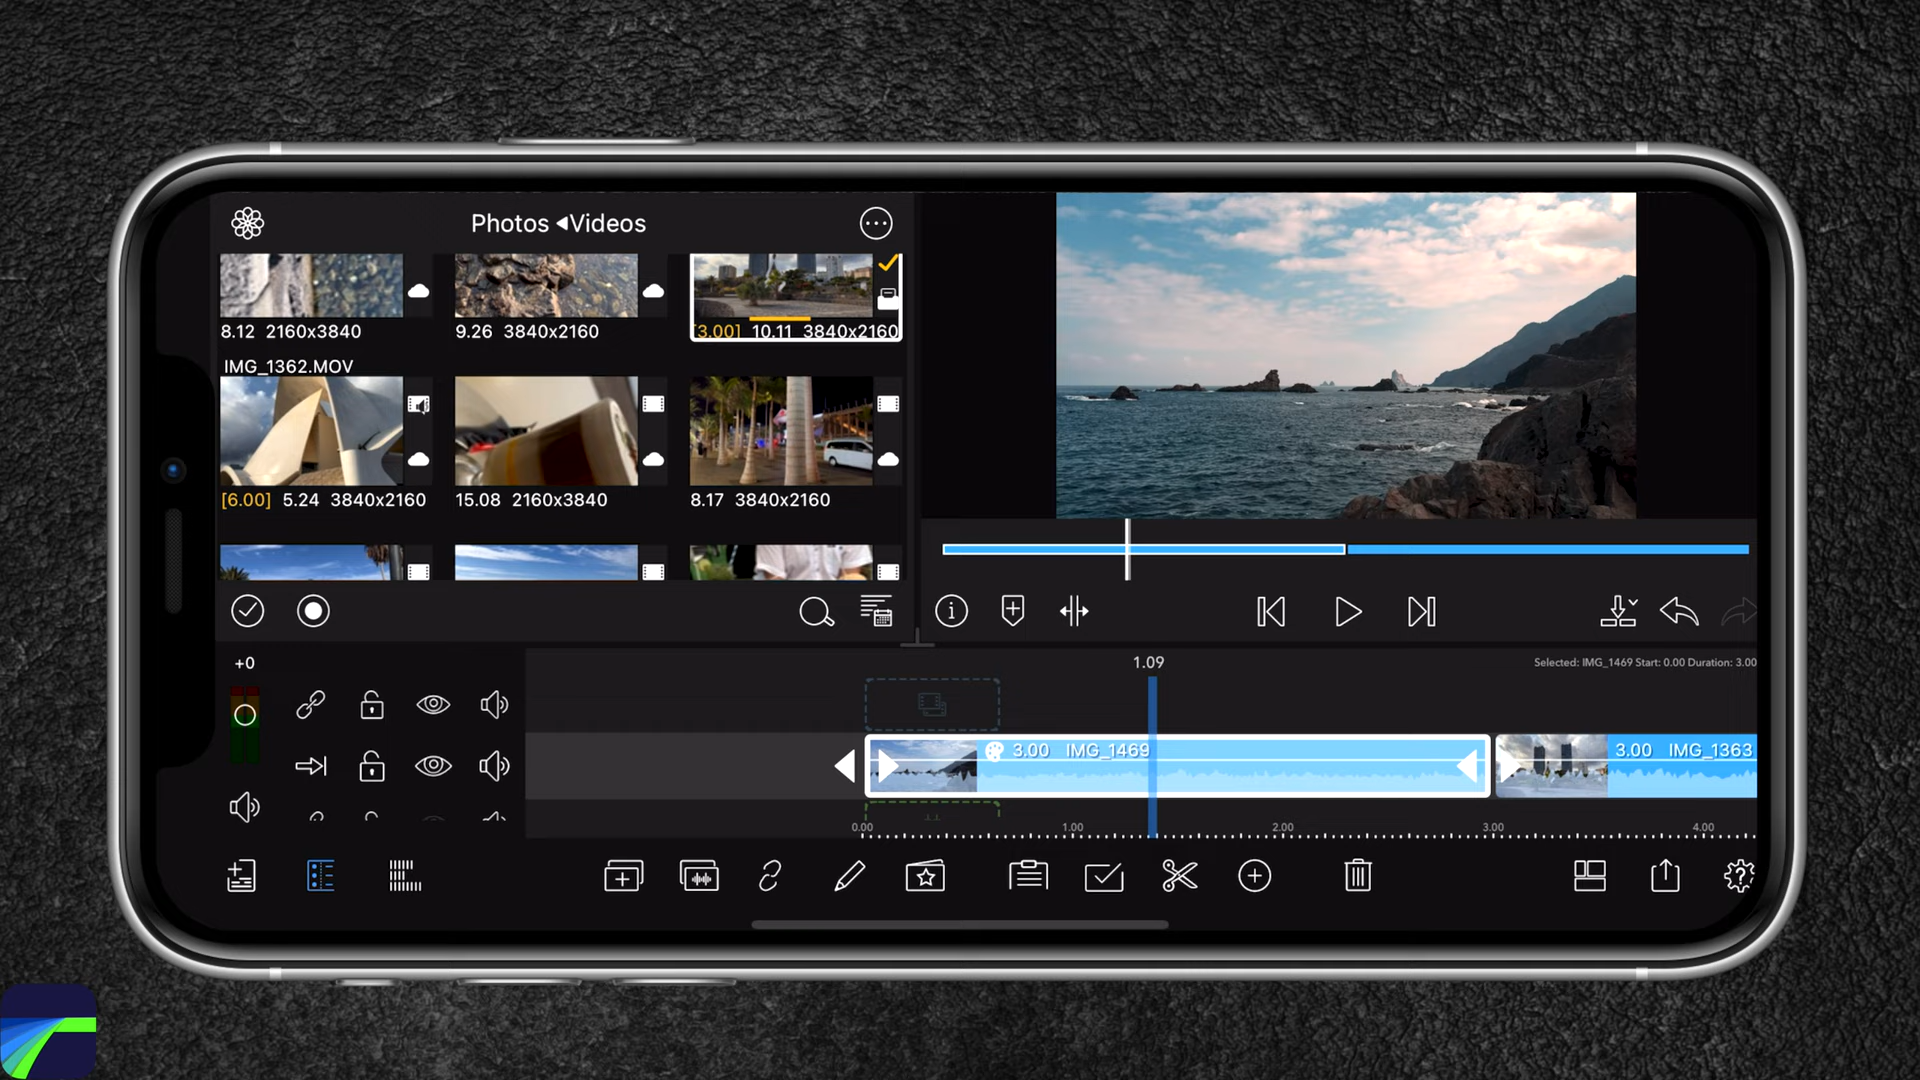 Photos ◂Videos
8.12 2160x3840
9.26 3840x2160
[3.00] 10.11 3840x2160
IMG_1362.MOV
[6.00] 5.24 3840x2160
15.08 2160x3840
8.17 3840x2160
+0
1.09
Selected: IMG_1469 Start: 0.00 Duration: 3.00
3.00 IMG_1469
3.00 IMG_1363
0.00 1.00 2.00 3.00 4.00